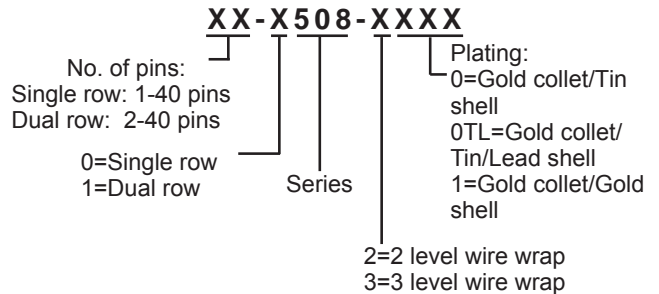 XX-X508-XXXX
No. of pins:
Single row: 1-40 pins
Dual row: 2-40 pins
0=Single row
1=Dual row
Series
Plating:
0=Gold collet/Tin
shell
0TL=Gold collet/
Tin/Lead shell
1=Gold collet/Gold
shell
2=2 level wire wrap
3=3 level wire wrap